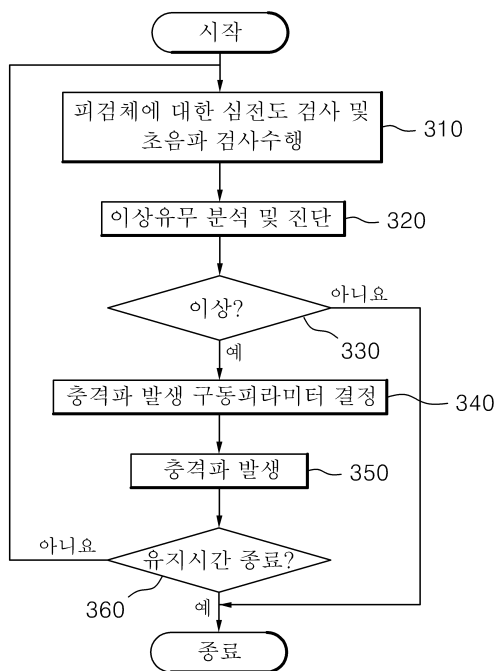 시작
피검체에 대한 심전도 검사 및
초음파 검사수행
310
이상유무 분석 및 진단
320
이상?
아니요
330
예
충격파 발생 구동피라미터 결정
340
충격파 발생
350
아니요
유지시간 종료?
360
예
종료